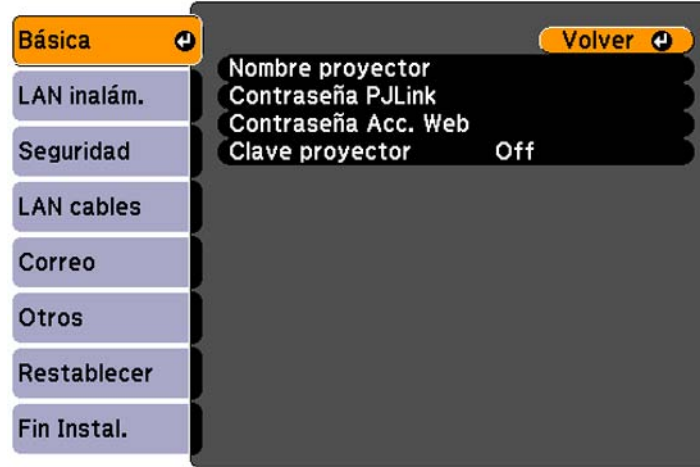 Básica
LAN inalám.
Seguridad
LAN cables
Correo
Otros
Restablecer
Fin Instal.
Volver
Nombre proyector
Contraseña PJLink
Contraseña Acc. Web
Clave proyector Off